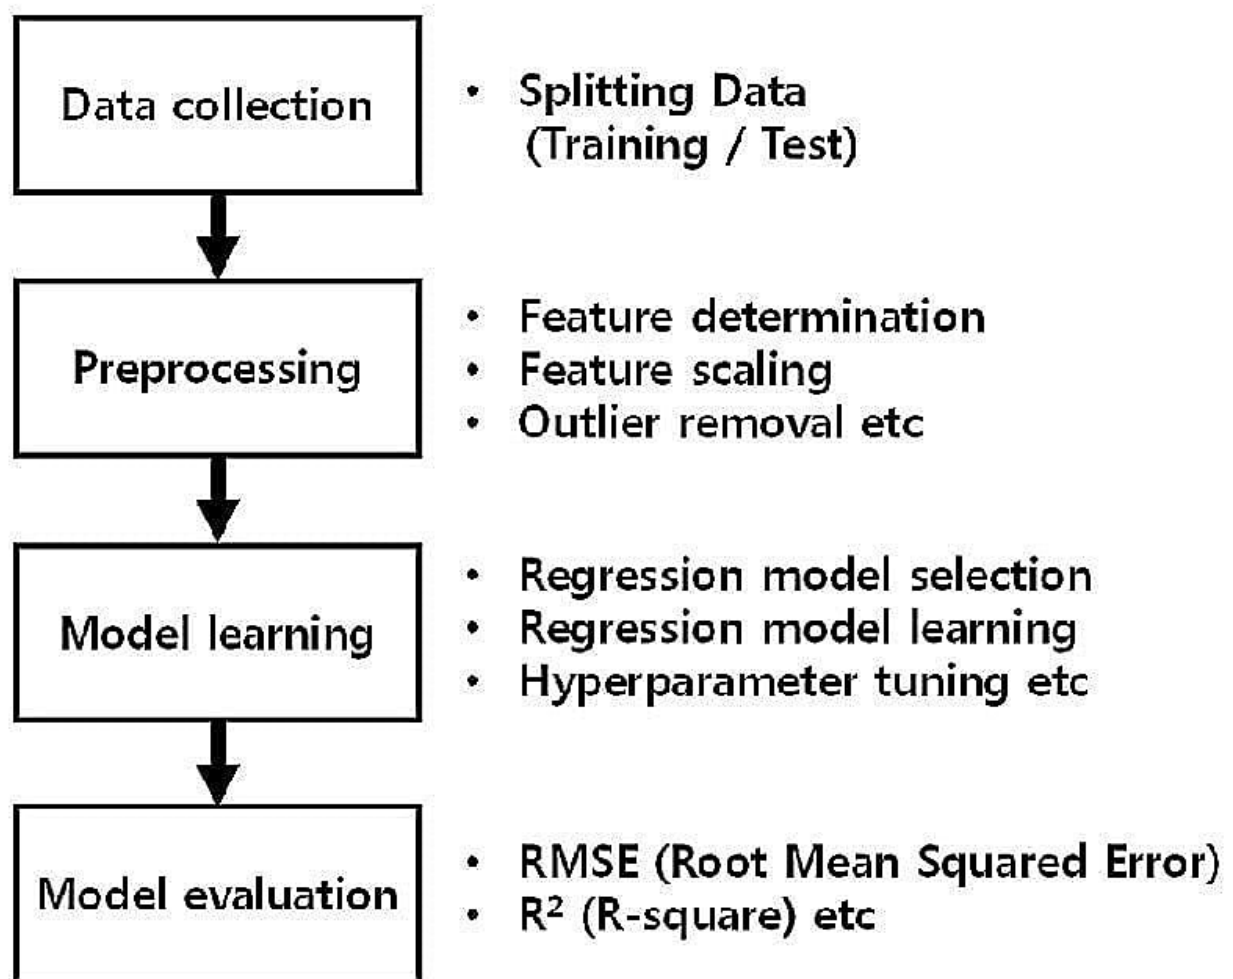 Data collection
• Splitting Data
(Training / Test)
Preprocessing
• Feature determination
• Feature scaling
• Outlier removal etc
Model learning
• Regression model selection
• Regression model learning
• Hyperparameter tuning etc
Model evaluation
• RMSE (Root Mean Squared Error)
• R² (R-square) etc